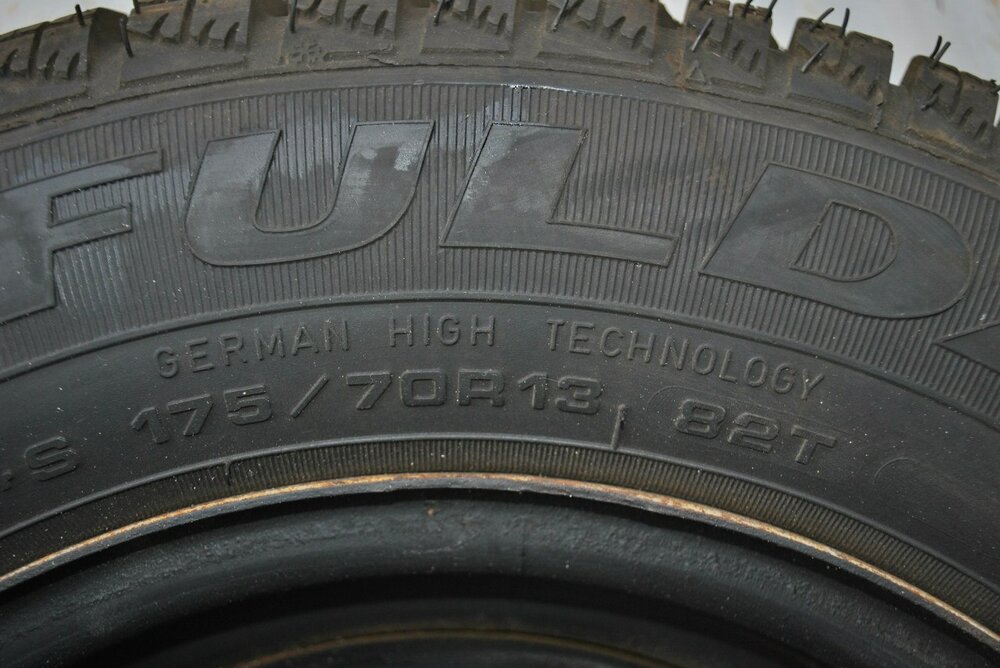 FULD
GERMAN HIGH TECHNOLOGY
+S 175/70R13 82T